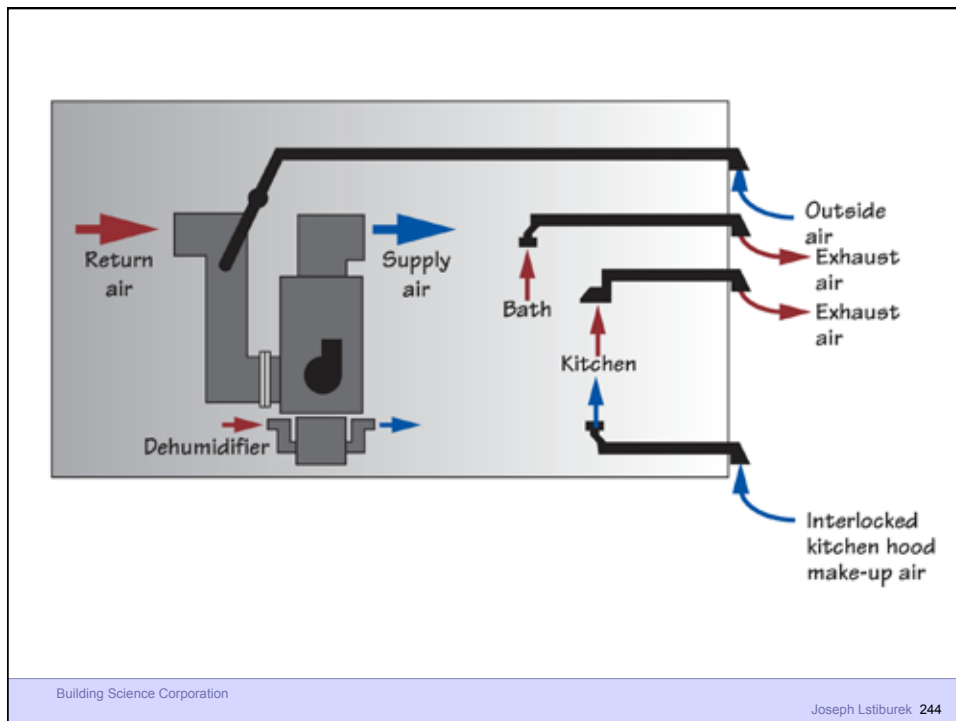 Return
air
Supply
air
Outside
air
Exhaust
air
Exhaust
air
Bath
Kitchen
Dehumidifier
Interlocked
kitchen hood
make-up air
Building Science Corporation
Joseph Lstiburek 244